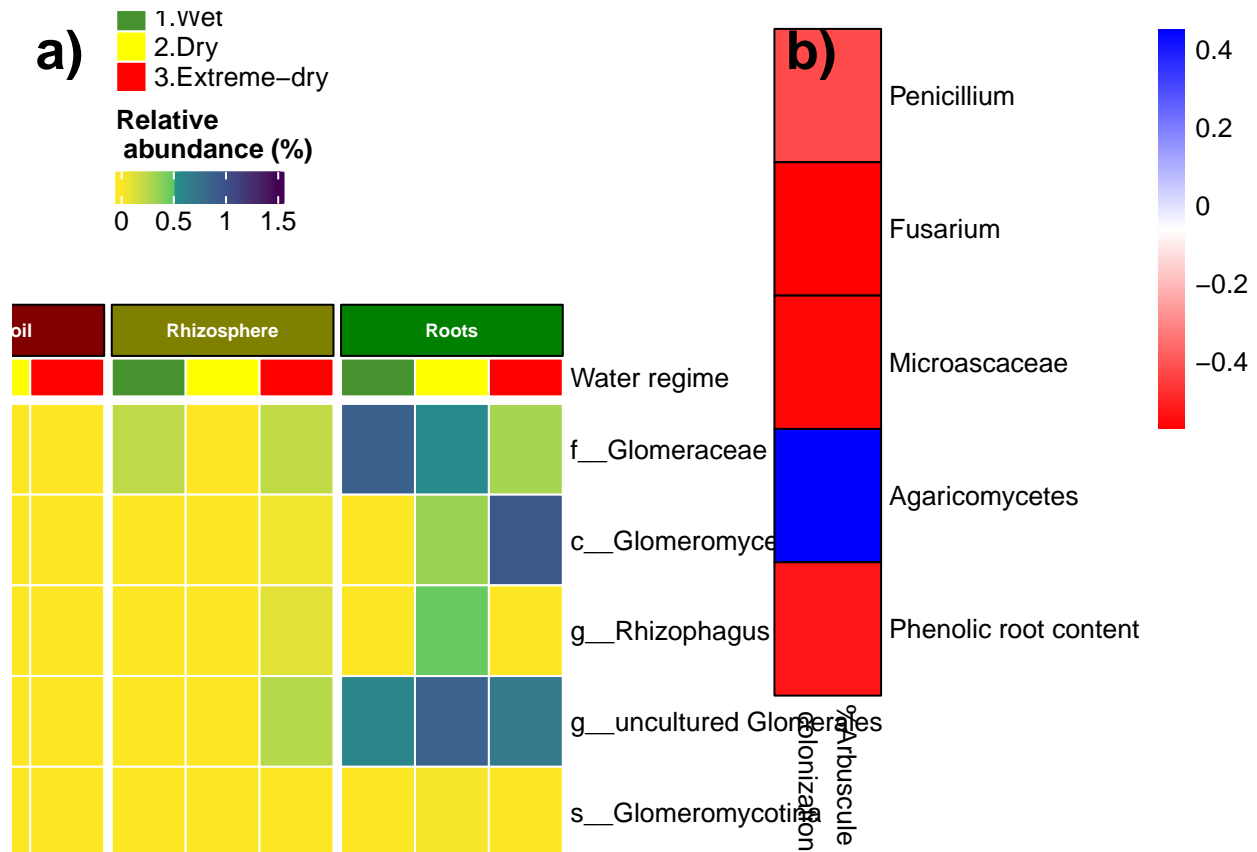 a)
1.Wet
2.Dry
3.Extreme−dry
Relative
abundance (%)
0 0.5 1 1.5
oil Rhizosphere Roots
Water regime
f__Glomeraceae
c__Glomeromyce
g__Rhizophagus
g__uncultured Glomerales
s__Glomeromycotina
b)
Penicillium
Fusarium
Microascaceae
Agaricomycetes
Phenolic root content
%Arbuscule
colonization
0.4
0.2
0
−0.2
−0.4